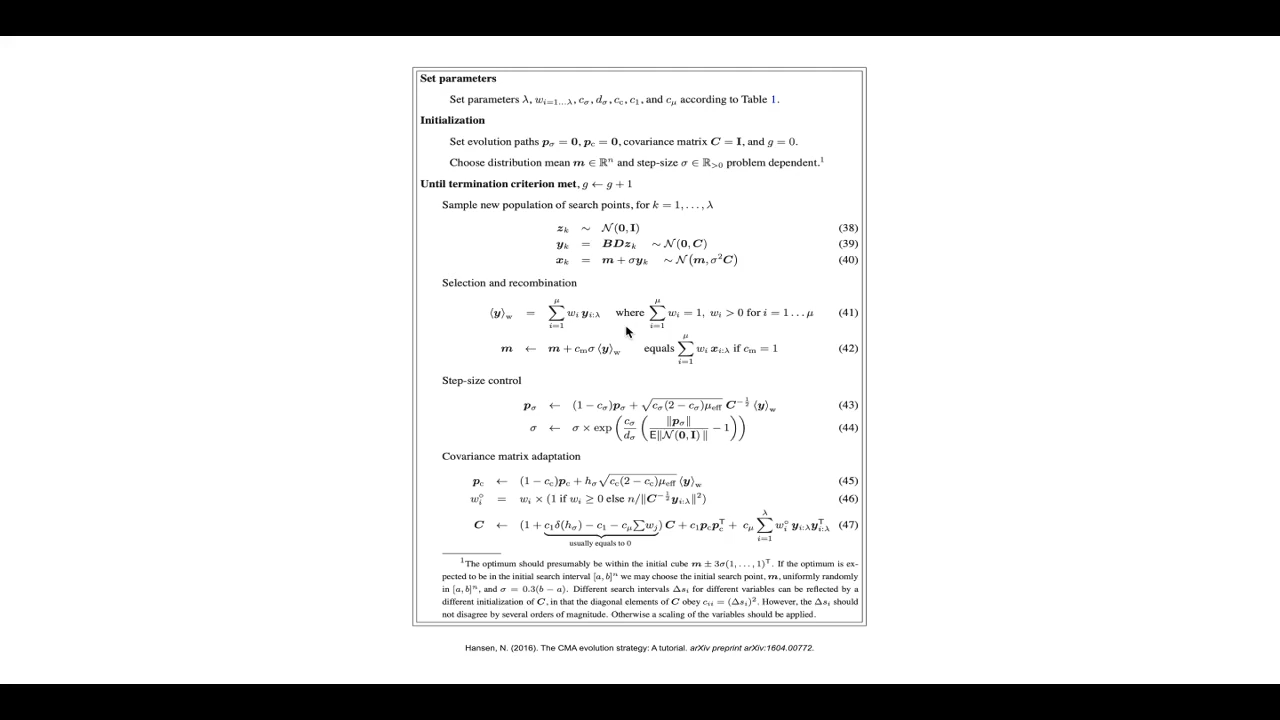 Set parameters
Set parameters λ, wᵢ₌₁…λ, c_σ, d_σ, c_c, c₁, and c_μ according to Table 1.
Initialization
Set evolution paths p_σ = 0, p_c = 0, covariance matrix C = I, and g = 0.
Choose distribution mean m ∈ ℝⁿ and step-size σ ∈ ℝ_{>0} problem dependent.¹
Until termination criterion met, g ← g + 1
Sample new population of search points, for k = 1, …, λ
z_k ∼ 𝒩(0, I) (38)
y_k = BDz_k ∼ 𝒩(0, C) (39)
x_k = m + σy_k ∼ 𝒩(m, σ²C) (40)
Selection and recombination
⟨y⟩_w = ∑_{i=1}^{μ} w_i y_{i:λ} where ∑_{i=1}^{μ} w_i = 1, w_i > 0 for i = 1…μ (41)
m ← m + c_m σ ⟨y⟩_w equals ∑_{i=1}^{μ} w_i x_{i:λ} if c_m = 1 (42)
Step-size control
p_σ ← (1 − c_σ)p_σ + √(c_σ(2 − c_σ)μ_eff) C^{−1/2} ⟨y⟩_w (43)
σ ← σ × exp( c_σ/d_σ ( ‖p_σ‖ / E‖𝒩(0, I)‖ − 1 ) ) (44)
Covariance matrix adaptation
p_c ← (1 − c_c)p_c + h_σ √(c_c(2 − c_c)μ_eff) ⟨y⟩_w (45)
w_i° = w_i × (1 if w_i ≥ 0 else n/‖C^{−1/2} y_{i:λ}‖²) (46)
C ← (1 + c₁δ(h_σ) − c₁ − c_μ∑w_j) C + c₁p_c p_c^T + c_μ ∑_{i=1}^{λ} w_i° y_{i:λ} y_{i:λ}^T (47)
usually equals to 0
¹The optimum should presumably be within the initial cube m ± 3σ(1, …, 1)^T. If the optimum is ex-
pected to be in the initial search interval [a, b]ⁿ we may choose the initial search point, m, uniformly randomly
in [a, b]ⁿ, and σ = 0.3(b − a). Different search intervals Δs_i for different variables can be reflected by a
different initialization of C, in that the diagonal elements of C obey c_{ii} = (Δs_i)². However, the Δs_i should
not disagree by several orders of magnitude. Otherwise a scaling of the variables should be applied.
Hansen, N. (2016). The CMA evolution strategy: A tutorial. arXiv preprint arXiv:1604.00772.